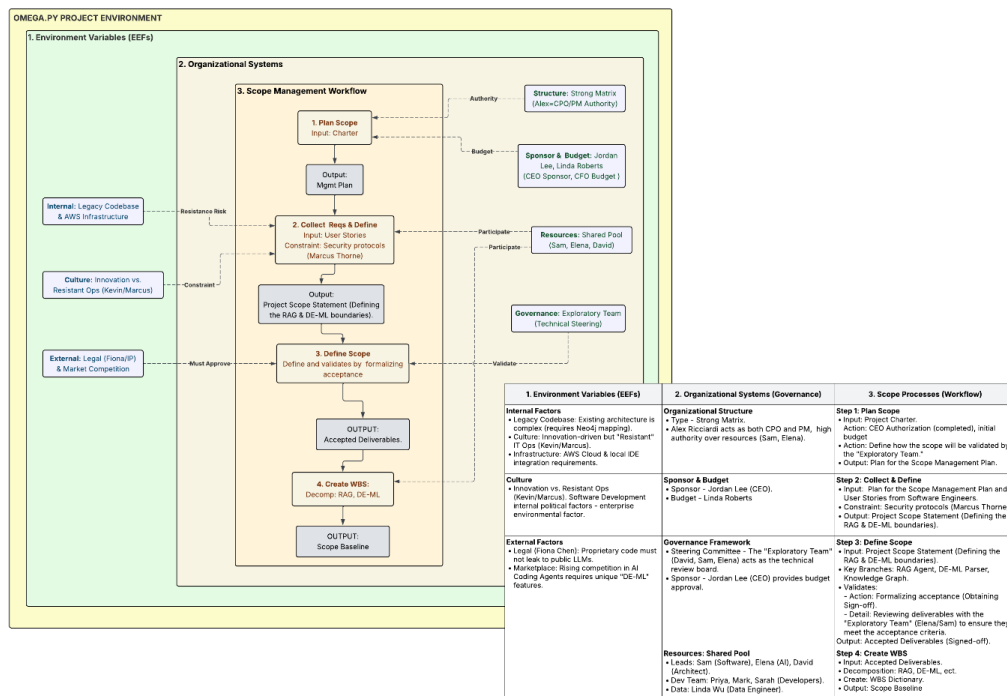 OMEGA.PY PROJECT ENVIRONMENT
1. Environment Variables (EEFs)
2. Organizational Systems
3. Scope Management Workflow
1. Plan Scope
Input: Charter
Output:
Mgmt Plan
2. Collect Reqs & Define
Input: User Stories
Constraint: Security protocols
(Marcus Thorne)
Output:
Project Scope Statement (Defining
the RAG & DE-ML boundaries).
3. Define Scope
Define and validates by formalizing
acceptance
OUTPUT:
Accepted Deliverables.
4. Create WBS:
Decomp: RAG, DE-ML
OUTPUT:
Scope Baseline
Internal: Legacy Codebase
& AWS Infrastructure
Resistance Risk
Culture: Innovation vs.
Resistant Ops (Kevin/Marcus)
Constraint
External: Legal (Fiona/IP)
& Market Competition
Must Approve
Structure: Strong Matrix
(Alex=CPO/PM Authority)
Authority
Sponsor & Budget: Jordan
Lee, Linda Roberts
(CEO Sponsor, CFO Budget )
Budget
Resources: Shared Pool
(Sam, Elena, David)
Participate
Participate
Governance: Exploratory Team
(Technical Steering)
Validate
1. Environment Variables (EEFs)
Internal Factors
• Legacy Codebase: Existing architecture is
complex (requires Neo4j mapping).
• Culture: Innovation-driven but "Resistant"
IT Ops (Kevin/Marcus).
• Infrastructure: AWS Cloud & local IDE
integration requirements.
Culture
• Innovation vs. Resistant Ops
(Kevin/Marcus). Software Development
internal political factors - enterprise
environmental factor.
External Factors
• Legal (Fiona Chen): Proprietary code must
not leak to public LLMs.
• Marketplace: Rising competition in AI
Coding Agents requires unique "DE-ML"
features.
2. Organizational Systems (Governance)
Organizational Structure
• Type - Strong Matrix.
• Alex Ricciardi acts as both CPO and PM, high
authority over resources (Sam, Elena).
Sponsor & Budget
• Sponsor - Jordan Lee (CEO).
• Budget - Linda Roberts
Governance Framework
• Steering Committee - The "Exploratory Team"
(David, Sam, Elena) acts as the technical
review board.
• Sponsor - Jordan Lee (CEO) provides budget
approval.
Resources: Shared Pool
• Leads: Sam (Software), Elena (AI), David
(Architect).
• Dev Team: Priya, Mark, Sarah (Developers).
• Data: Linda Wu (Data Engineer).
3. Scope Processes (Workflow)
Step 1: Plan Scope
• Input: Project Charter.
Action: CEO Authorization (completed), initial
budget
• Action: Define how the scope will be validated by
the "Exploratory Team."
• Output: Plan for the Scope Management Plan.
Step 2: Collect & Define
• Input: Plan for the Scope Management Plan and
User Stories from Software Engineers.
• Constraint: Security protocols (Marcus Thorne
• Output: Project Scope Statement (Defining the
RAG & DE-ML boundaries).
Step 3: Define Scope
• Input: Project Scope Statement (Defining the
RAG & DE-ML boundaries).
• Key Branches: RAG Agent, DE-ML Parser,
Knowledge Graph.
• Validates:
- Action: Formalizing acceptance (Obtaining
Sign-off).
- Detail: Reviewing deliverables with the
"Exploratory Team" (Elena/Sam) to ensure they
meet the acceptance criteria.
Output: Accepted Deliverables (Signed-off).
Step 4: Create WBS
• Input: Accepted Deliverables.
• Decomposition: RAG, DE-ML, ect.
• Create: WBS Dictionary.
• Output: Scope Baseline